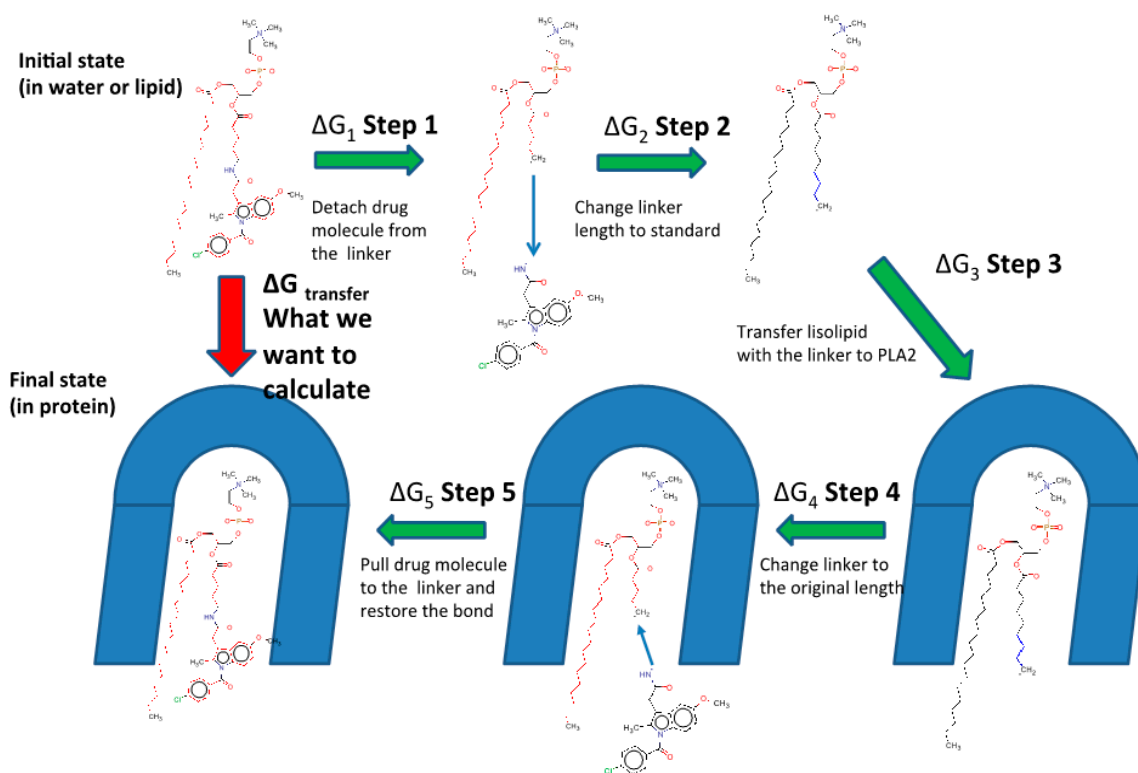 Initial state
(in water or lipid)
ΔG1 Step 1
Detach drug
molecule from
the linker
ΔG2 Step 2
Change linker
length to standard
ΔG3 Step 3
Transfer lisolipid
with the linker to PLA2
ΔG transfer
What we
want to
calculate
Final state
(in protein)
ΔG5 Step 5
Pull drug molecule
to the linker and
restore the bond
ΔG4 Step 4
Change linker to
the original length